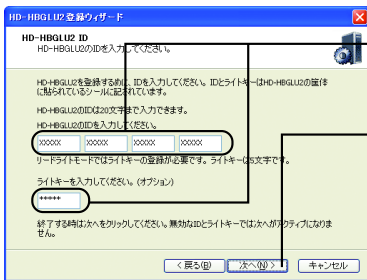 HD-HBGLU2登録ウィザード
HD-HBGLU2 ID
HD-HBGLU2のIDを入力してください。
HD-HBGLU2を登録するために、IDを入力してください。IDとライトキーはHD-HBGLU2の筐体
に貼られているシールに記されています。
HD-HBGLU2のIDは20文字まで入力できます。
HD-HBGLU2のIDを入力してください。
XXXXX XXXXX XXXXX XXXXX
リードライトモードではライトキーの登録が必要です。ライトキーは5文字です。
ライトキーを入力してください。(オプション)
*****
終了する時は次へをクリックしてください。無効なIDとライトキーでは次へがアクティブになりま
せん。
< 戻る(B) 次へ(N) > キャンセル